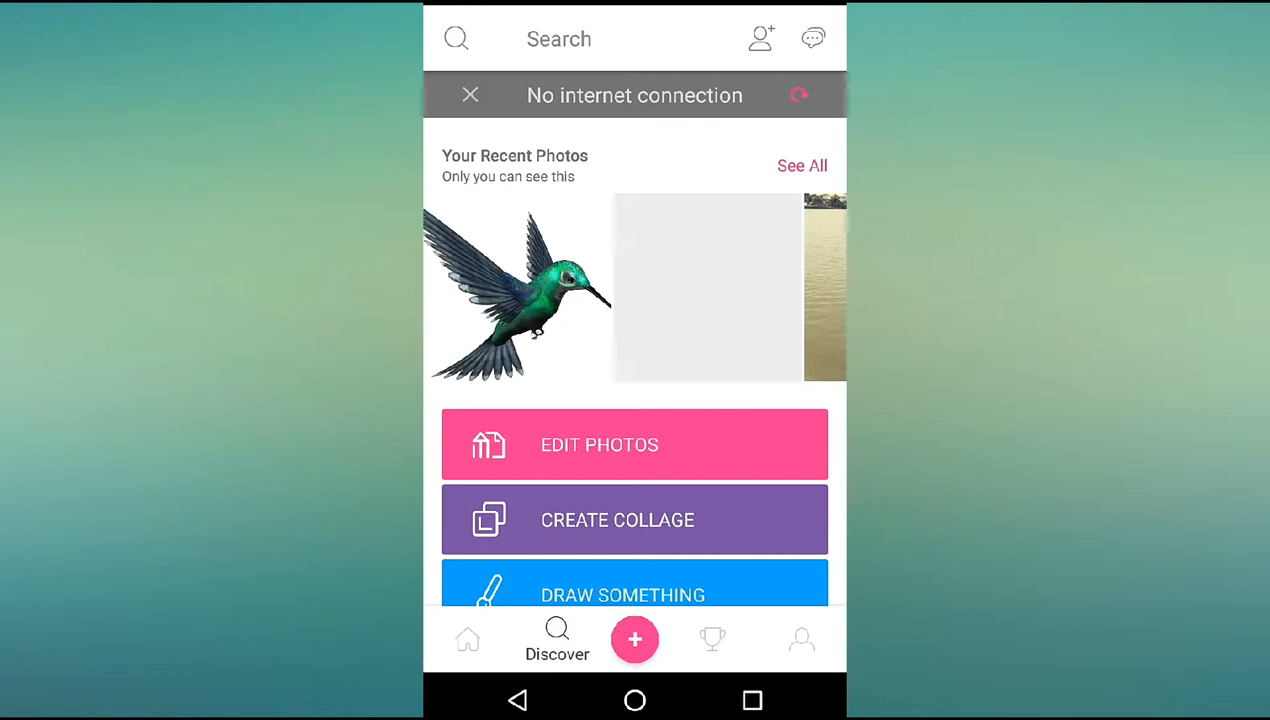 Search
No internet connection
Your Recent Photos
Only you can see this
See All
EDIT PHOTOS
CREATE COLLAGE
DRAW SOMETHING
Discover